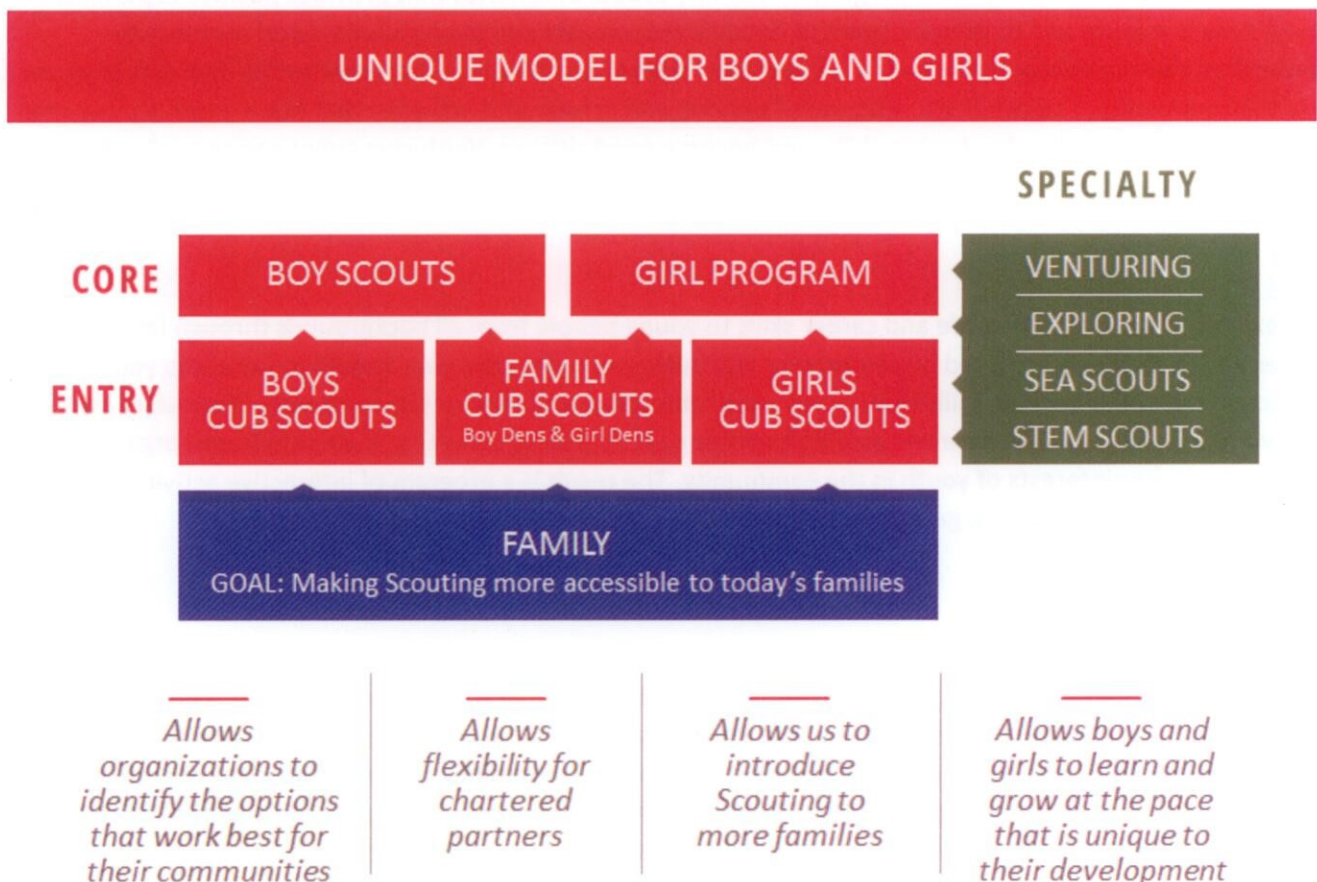 UNIQUE MODEL FOR BOYS AND GIRLS
SPECIALTY
CORE
BOY SCOUTS
GIRL PROGRAM
VENTURING
EXPLORING
SEA SCOUTS
STEM SCOUTS
ENTRY
BOYS
CUB SCOUTS
FAMILY
CUB SCOUTS
Boy Dens & Girl Dens
GIRLS
CUB SCOUTS
FAMILY
GOAL: Making Scouting more accessible to today's families
Allows
organizations to
identify the options
that work best for
their communities
Allows
flexibility for
chartered
partners
Allows us to
introduce
Scouting to
more families
Allows boys and
girls to learn and
grow at the pace
that is unique to
their development